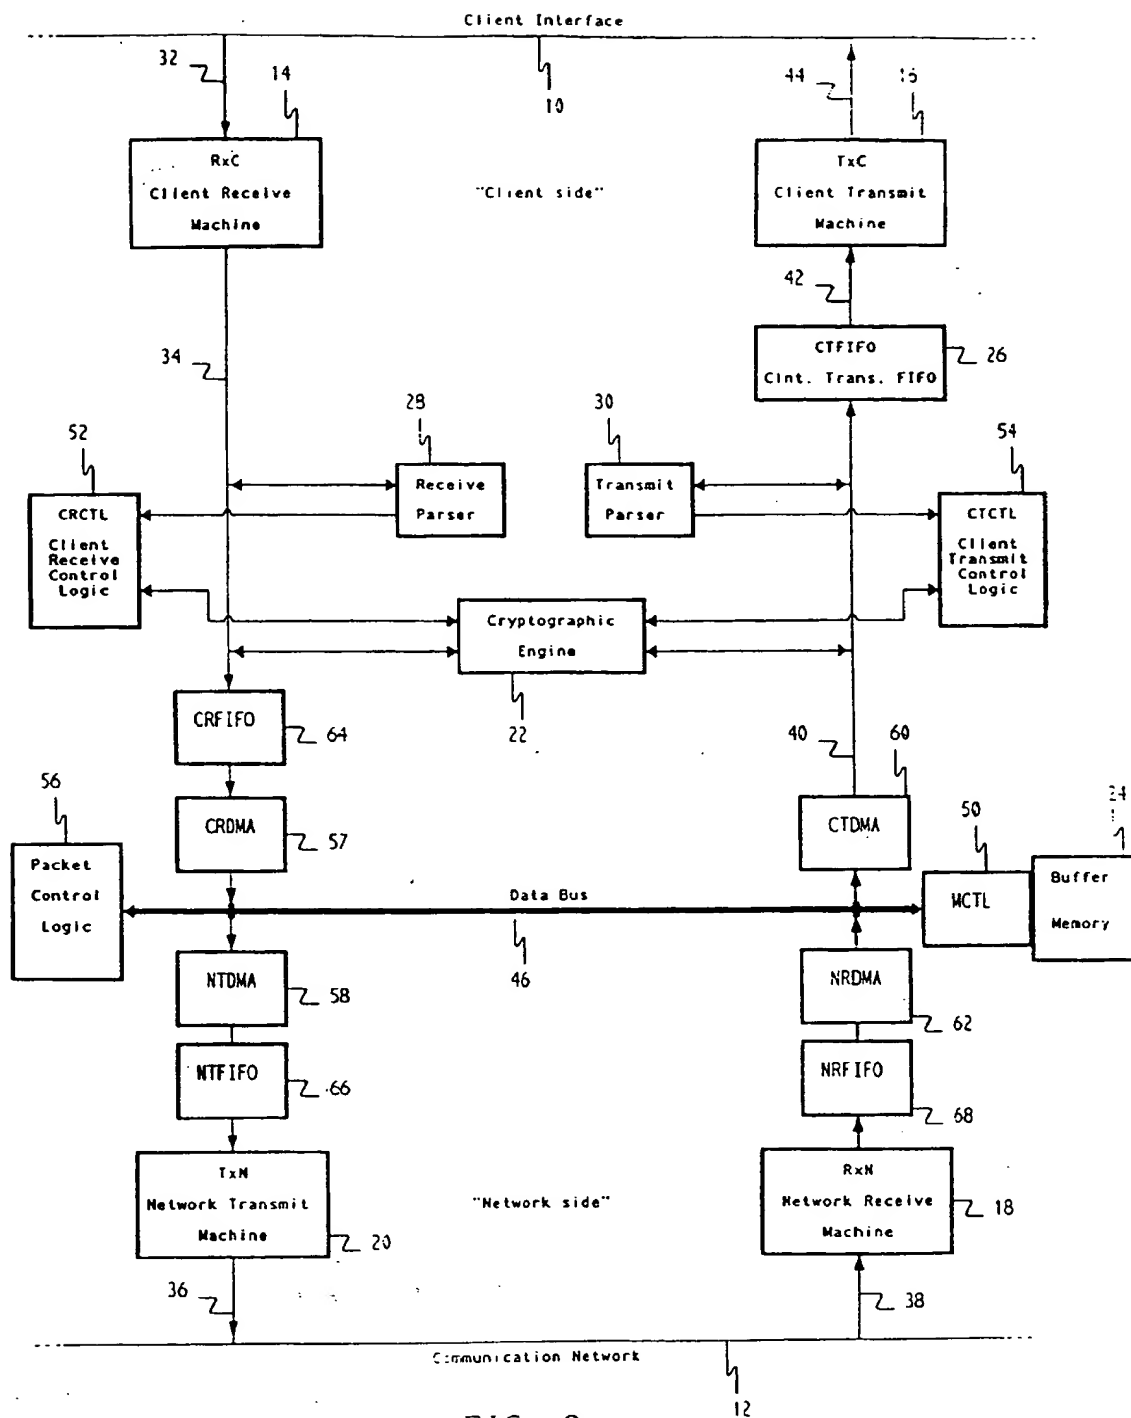 Client Interface
32
14
10
44
16
RxC
Client Receive
Machine
"Client side"
TxC
Client Transmit
Machine
42
34
CTFIFO
Clnt. Trans. FIFO
26
28
30
52
54
Receive
Parser
Transmit
Parser
CRCTL
Client
Receive
Control
Logic
CTCTL
Client
Transmit
Control
Logic
Cryptographic
Engine
22
CRFIFO
64
40
60
56
CRDMA
57
CTDMA
50
24
Packet
Control
Logic
Data Bus
46
MCTL
Buffer
Memory
NTDMA
58
NRDMA
62
NTFIFO
66
NRFIFO
68
TxN
Network Transmit
Machine
20
"Network side"
RxN
Network Receive
Machine
18
36
38
Communication Network
12